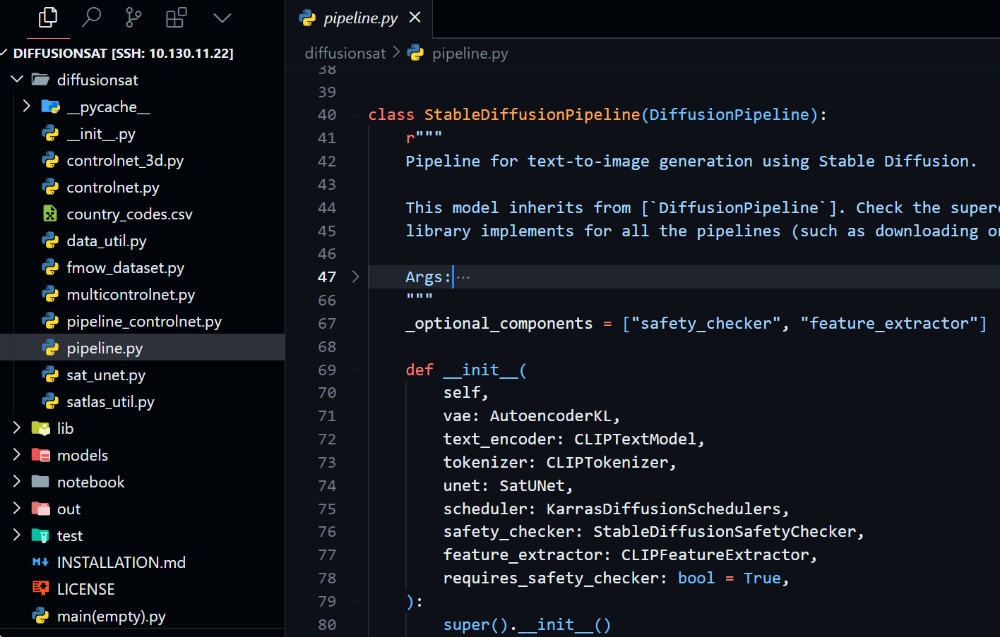 DIFFUSIONSAT [SSH: 10.130.11.22]
diffusionsat
__pycache__
__init__.py
controlnet_3d.py
controlnet.py
country_codes.csv
data_util.py
fmow_dataset.py
multicontrolnet.py
pipeline_controlnet.py
pipeline.py
sat_unet.py
satlas_util.py
lib
models
notebook
out
test
INSTALLATION.md
LICENSE
main(empty).py
pipeline.py
diffusionsat > pipeline.py
38
39
40 class StableDiffusionPipeline(DiffusionPipeline):
41 r"""
42 Pipeline for text-to-image generation using Stable Diffusion.
43
44 This model inherits from [`DiffusionPipeline`]. Check the super
45 library implements for all the pipelines (such as downloading or
46
47 Args:···
66 """
67 _optional_components = ["safety_checker", "feature_extractor"]
68
69 def __init__(
70 self,
71 vae: AutoencoderKL,
72 text_encoder: CLIPTextModel,
73 tokenizer: CLIPTokenizer,
74 unet: SatUNet,
75 scheduler: KarrasDiffusionSchedulers,
76 safety_checker: StableDiffusionSafetyChecker,
77 feature_extractor: CLIPFeatureExtractor,
78 requires_safety_checker: bool = True,
79 ):
80 super().__init__()